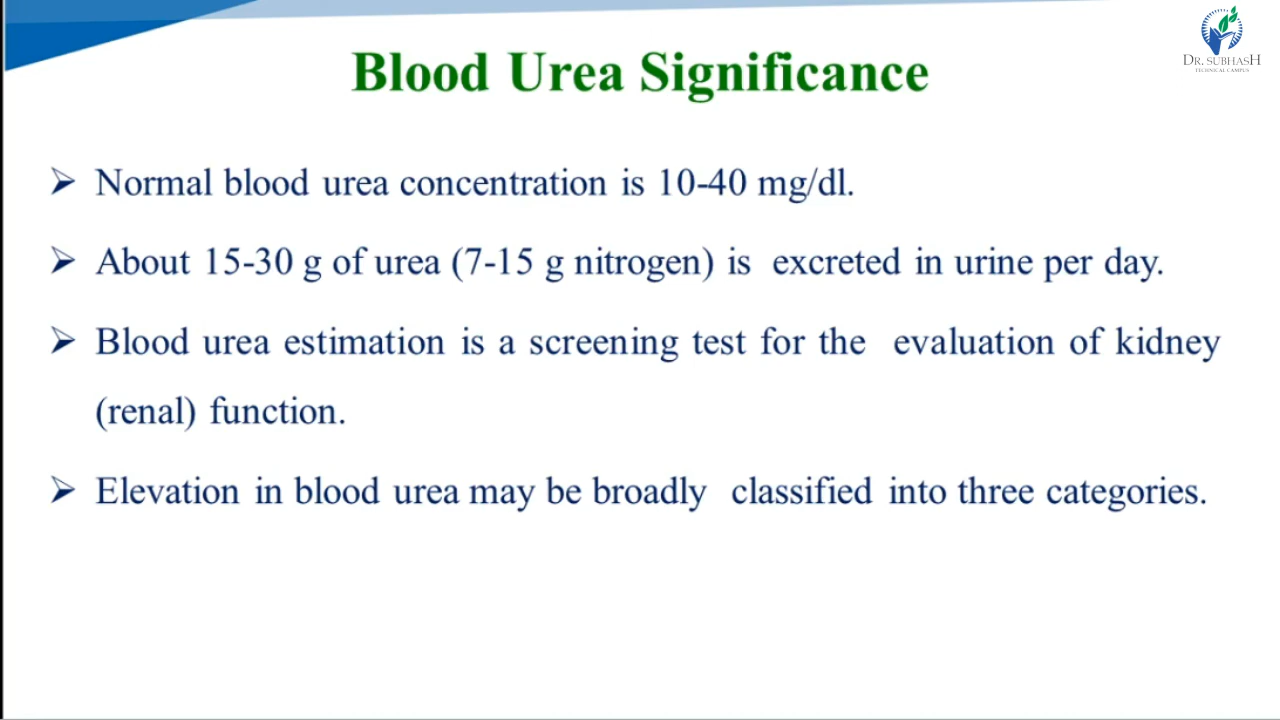 DR. SUBHASH
TECHNICAL CAMPUS
Blood Urea Significance
➢ Normal blood urea concentration is 10-40 mg/dl.
➢ About 15-30 g of urea (7-15 g nitrogen) is excreted in urine per day.
➢ Blood urea estimation is a screening test for the evaluation of kidney
(renal) function.
➢ Elevation in blood urea may be broadly classified into three categories.